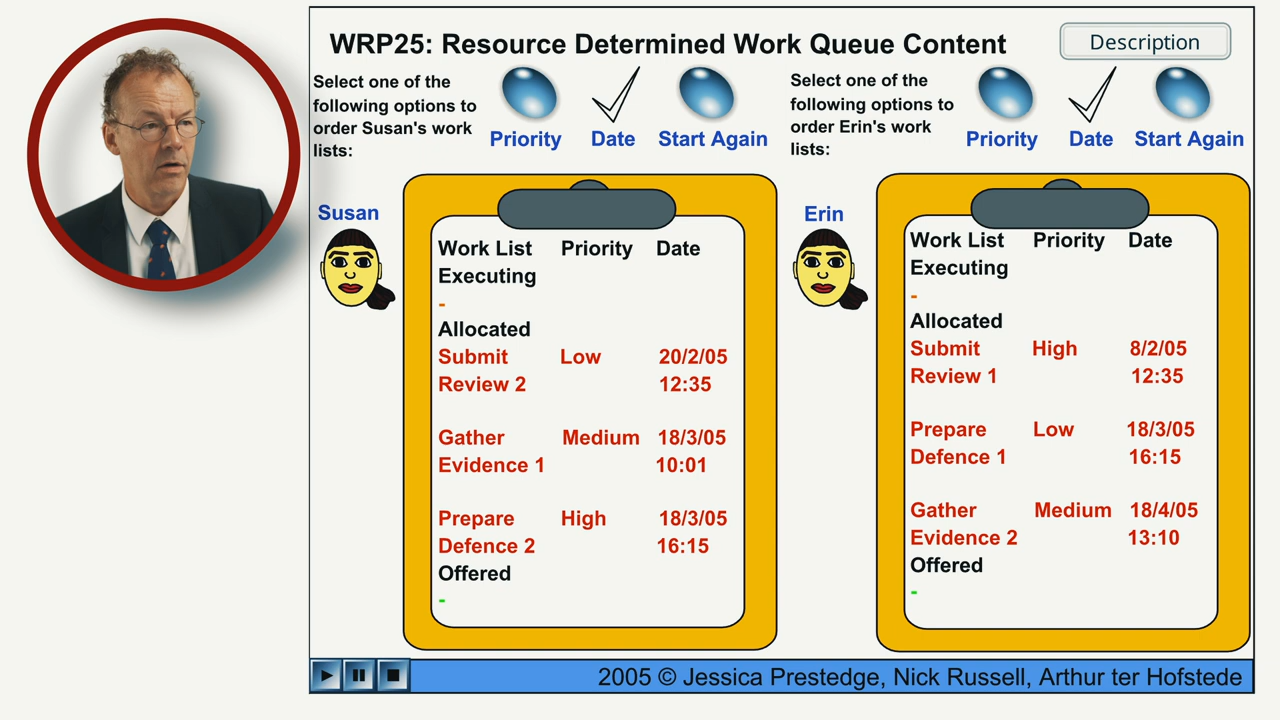 WRP25: Resource Determined Work Queue Content
Description
Select one of the
following options to
order Susan's work
lists:
Priority
Date
Start Again
Select one of the
following options to
order Erin's work
lists:
Priority
Date
Start Again
Susan
Work List Priority Date
Executing
-
Allocated
Submit Low 20/2/05
Review 2 12:35
Gather Medium 18/3/05
Evidence 1 10:01
Prepare High 18/3/05
Defence 2 16:15
Offered
-
Erin
Work List Priority Date
Executing
-
Allocated
Submit High 8/2/05
Review 1 12:35
Prepare Low 18/3/05
Defence 1 16:15
Gather Medium 18/4/05
Evidence 2 13:10
Offered
-
2005 © Jessica Prestedge, Nick Russell, Arthur ter Hofstede